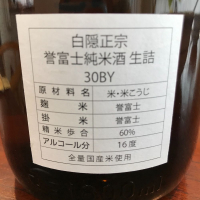 白隠正宗
誉富士純米酒 生詰
30BY
原材料名 米・米こうじ
麹米 誉富士
掛米 誉富士
精米歩合 60%
アルコール分 16度
全量国産米使用